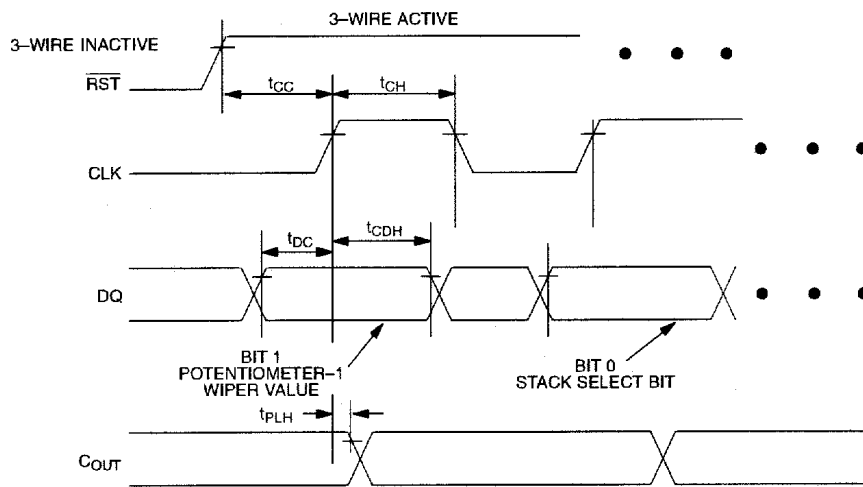 3–WIRE ACTIVE
3–WIRE INACTIVE
RST
tCC
tCH
CLK
tDC
tCDH
DQ
BIT 1
POTENTIOMETER–1
WIPER VALUE
BIT 0
STACK SELECT BIT
tPLH
COUT